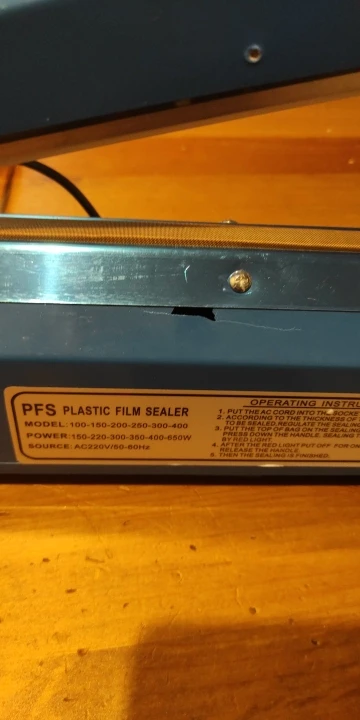 PFS PLASTIC FILM SEALER
MODEL:100-150-200-250-300-400
POWER:150-220-300-350-400-650W
SOURCE:AC220V/50-60Hz
OPERATING INSTRU
1. PUT THE AC CORD INTO THE SOCKE
2. ACCORDING TO THE THICKNESS OF
TO BE SEALED, REGULATE THE SEALING
3. PUT THE TOP OF BAG ON THE SEALING
PRESS DOWN THE HANDLE. SEALING T
BY RED LIGHT.
4. AFTER THE RED LIGHT PUT OFF FOR ON
RELEASE THE HANDLE.
5. THEN THE SEALING IS FINISHED.